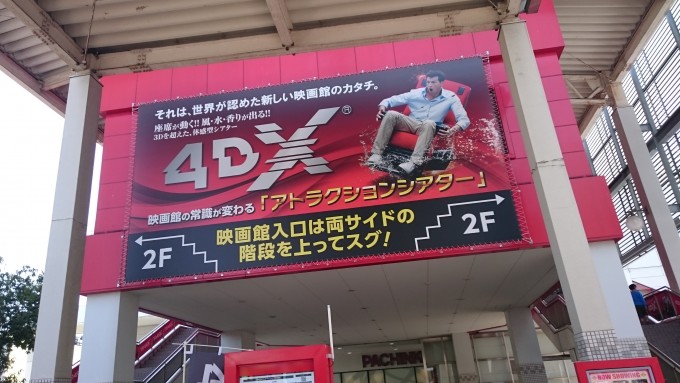 それは、世界が認めた新しい映画館のカタチ。
座席が動く!! 風・水・香りが出る!!
3Dを超えた、体感型シアター
4DX®
映画館の常識が変わる「アトラクションシアター」
映画館入口は両サイドの
階段を上ってスグ!
2F
2F
PACHINK
NOW SHOWING